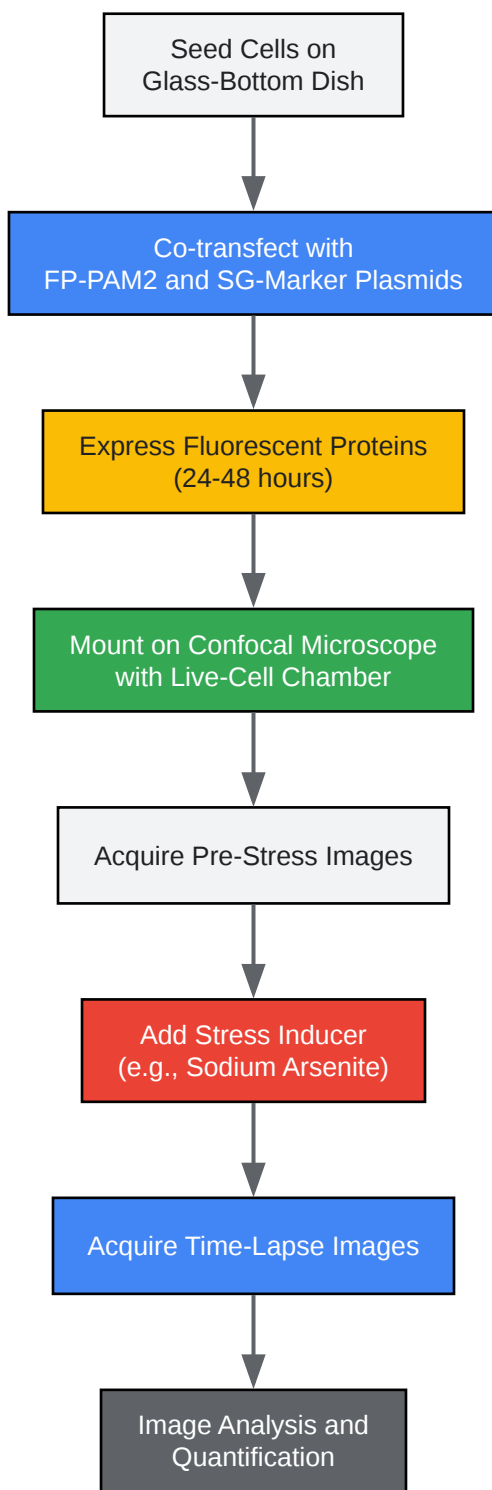 Seed Cells on
Glass-Bottom Dish
Co-transfect with
FP-PAM2 and SG-Marker Plasmids
Express Fluorescent Proteins
(24-48 hours)
Mount on Confocal Microscope
with Live-Cell Chamber
Acquire Pre-Stress Images
Add Stress Inducer
(e.g., Sodium Arsenite)
Acquire Time-Lapse Images
Image Analysis and
Quantification